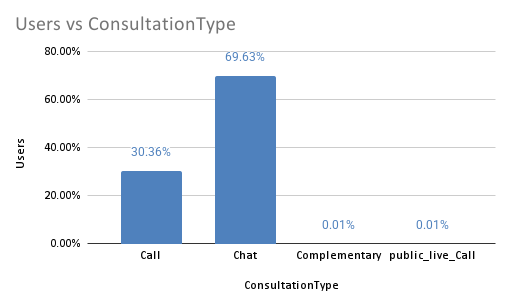 Users vs ConsultationType
80.00%
60.00%
40.00%
20.00%
0.00%
Users
30.36%
69.63%
0.01%
0.01%
Call
Chat
Complementary
public_live_Call
ConsultationType